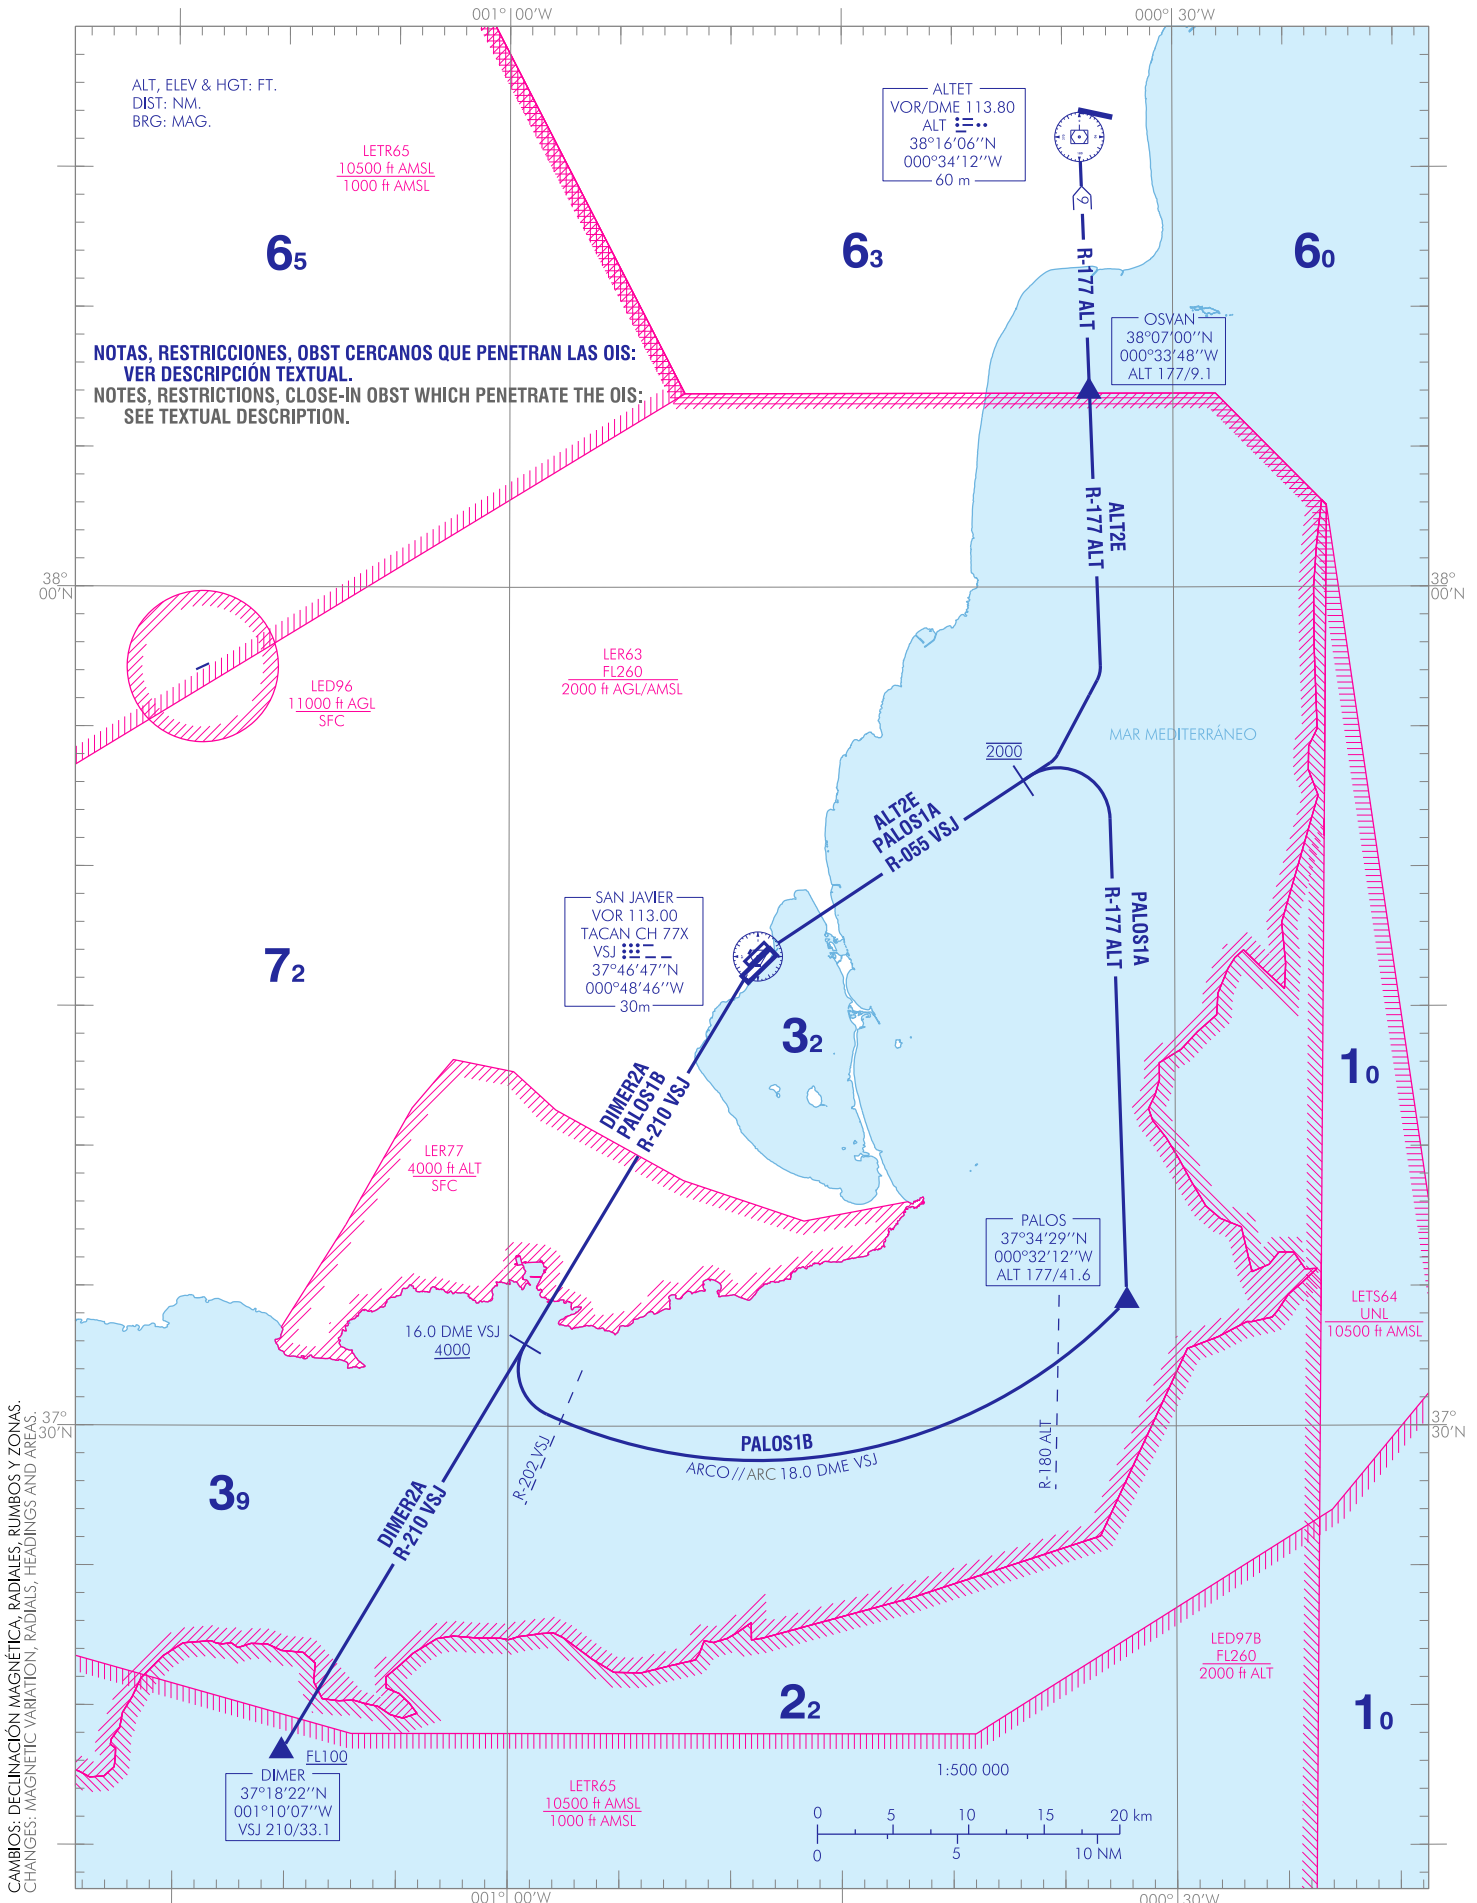 001°00'W
000°30'W
ALT, ELEV & HGT: FT.
DIST: NM.
BRG: MAG.
ALTET
VOR/DME 113.80
ALT
38°16'06''N
000°34'12''W
60 m
LETR65
10500 ft AMSL
1000 ft AMSL
9
65
63
60
R-177 ALT
OSVAN
38°07'00''N
000°33'48''W
ALT 177/9.1
NOTAS, RESTRICCIONES, OBST CERCANOS QUE PENETRAN LAS OIS:
VER DESCRIPCIÓN TEXTUAL.
NOTES, RESTRICTIONS, CLOSE-IN OBST WHICH PENETRATE THE OIS:
SEE TEXTUAL DESCRIPTION.
ALT2E
R-177 ALT
38°
00'N
38°
00'N
LER63
FL260
2000 ft AGL/AMSL
LED96
11000 ft AGL
SFC
MAR MEDITERRÁNEO
2000
ALT2E
PALOS1A
R-055 VSJ
SAN JAVIER
VOR 113.00
TACAN CH 77X
VSJ
37°46'47''N
000°48'46''W
30m
PALOS1A
R-177 ALT
72
32
10
DIMER2A
PALOS1B
R-210 VSJ
LER77
4000 ft ALT
SFC
PALOS
37°34'29''N
000°32'12''W
ALT 177/41.6
LETS64
UNL
10500 ft AMSL
16.0 DME VSJ
4000
37°
30'N
37°
30'N
PALOS1B
ARCO//ARC 18.0 DME VSJ
R-202 VSJ
R-180 ALT
39
DIMER2A
R-210 VSJ
LED97B
FL260
2000 ft ALT
22
10
FL100
DIMER
37°18'22''N
001°10'07''W
VSJ 210/33.1
LETR65
10500 ft AMSL
1000 ft AMSL
1:500 000
0 5 10 15 20 km
0 5 10 NM
CAMBIOS: DECLINACIÓN MAGNÉTICA, RADIALES, RUMBOS Y ZONAS.
CHANGES: MAGNETIC VARIATION, RADIALS, HEADINGS AND AREAS.
001°00'W
000°30'W